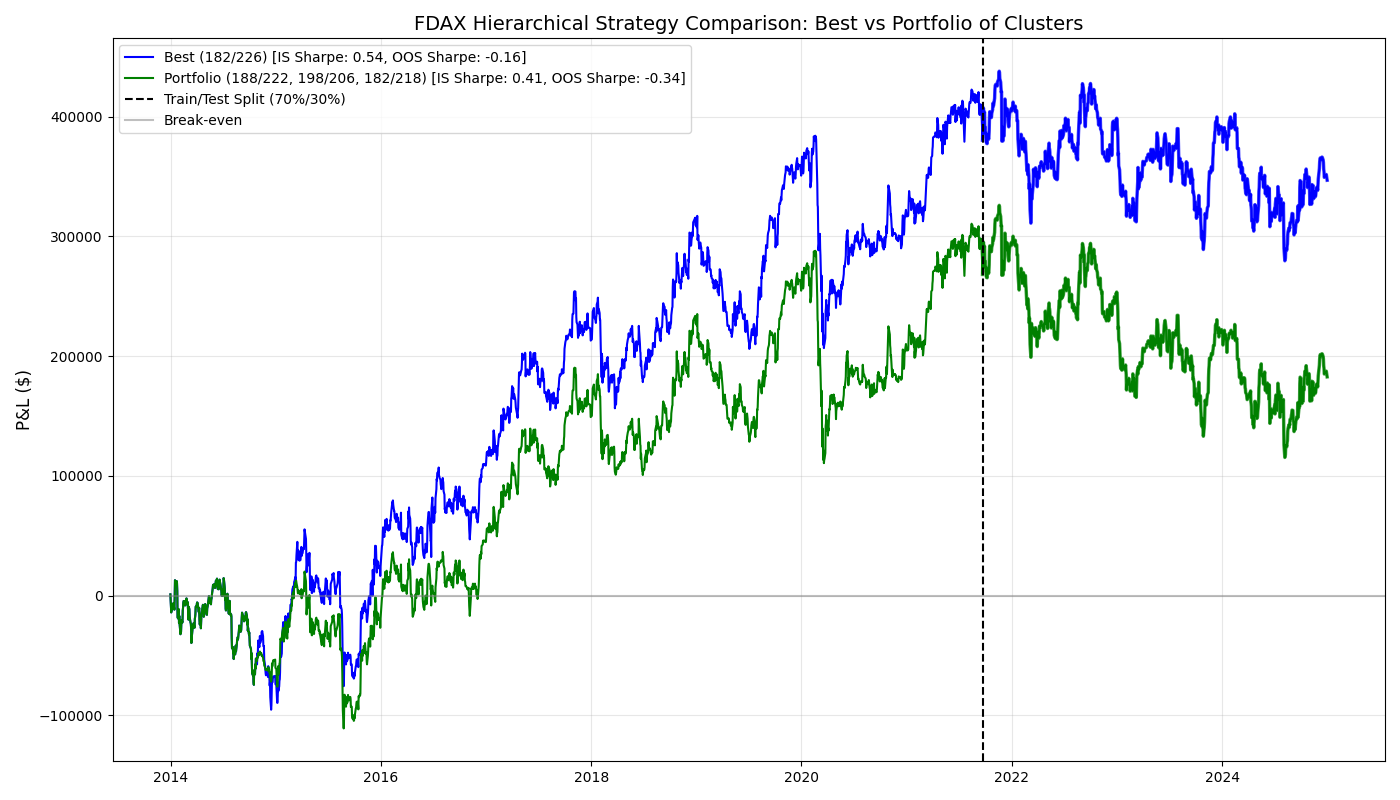 FDAX Hierarchical Strategy Comparison: Best vs Portfolio of Clusters
Best (182/226) [IS Sharpe: 0.54, OOS Sharpe: -0.16]
Portfolio (188/222, 198/206, 182/218) [IS Sharpe: 0.41, OOS Sharpe: -0.34]
Train/Test Split (70%/30%)
Break-even
P&L ($)
400000
300000
200000
100000
0
−100000
2014
2016
2018
2020
2022
2024